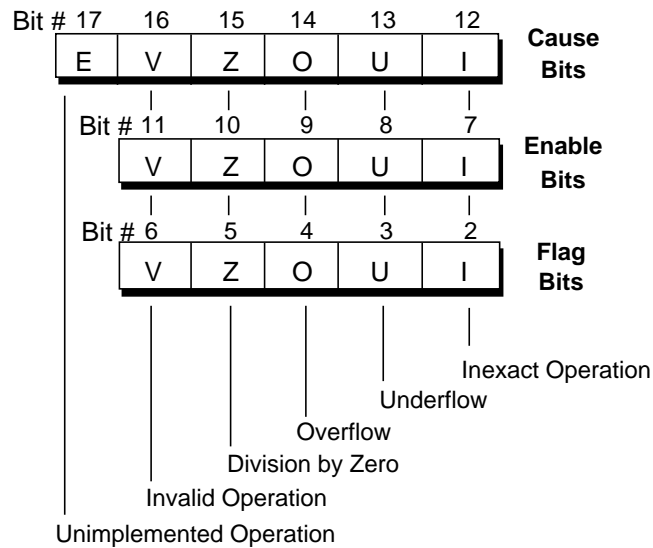 Bit # 17 16 15 14 13 12
E V Z O U I
Cause
Bits
Bit # 11 10 9 8 7
V Z O U I
Enable
Bits
Bit # 6 5 4 3 2
V Z O U I
Flag
Bits
Inexact Operation
Underflow
Overflow
Division by Zero
Invalid Operation
Unimplemented Operation